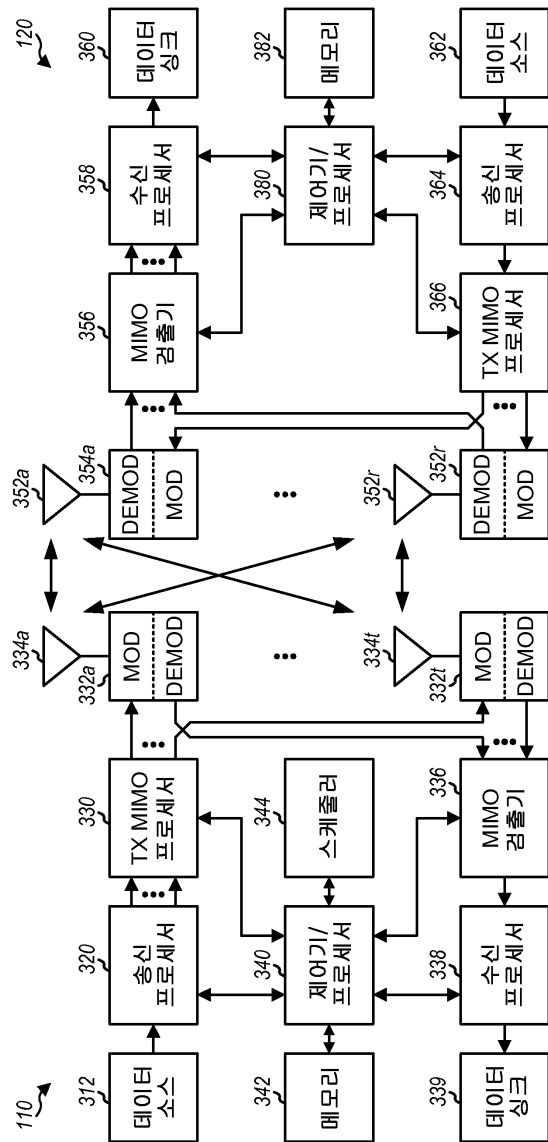 110
120
312
데이터
소스
320
송신
프로세서
330
TX MIMO
프로세서
332a
MOD
DEMOD
334a
352a
354a
DEMOD
MOD
356
MIMO
검출기
358
수신
프로세서
360
데이터
싱크
342
메모리
340
제어기/
프로세서
344
스케줄러
380
제어기/
프로세서
382
메모리
339
데이터
싱크
338
수신
프로세서
336
MIMO
검출기
332t
MOD
DEMOD
334t
352r
352r
DEMOD
MOD
366
TX MIMO
프로세서
364
송신
프로세서
362
데이터
소스